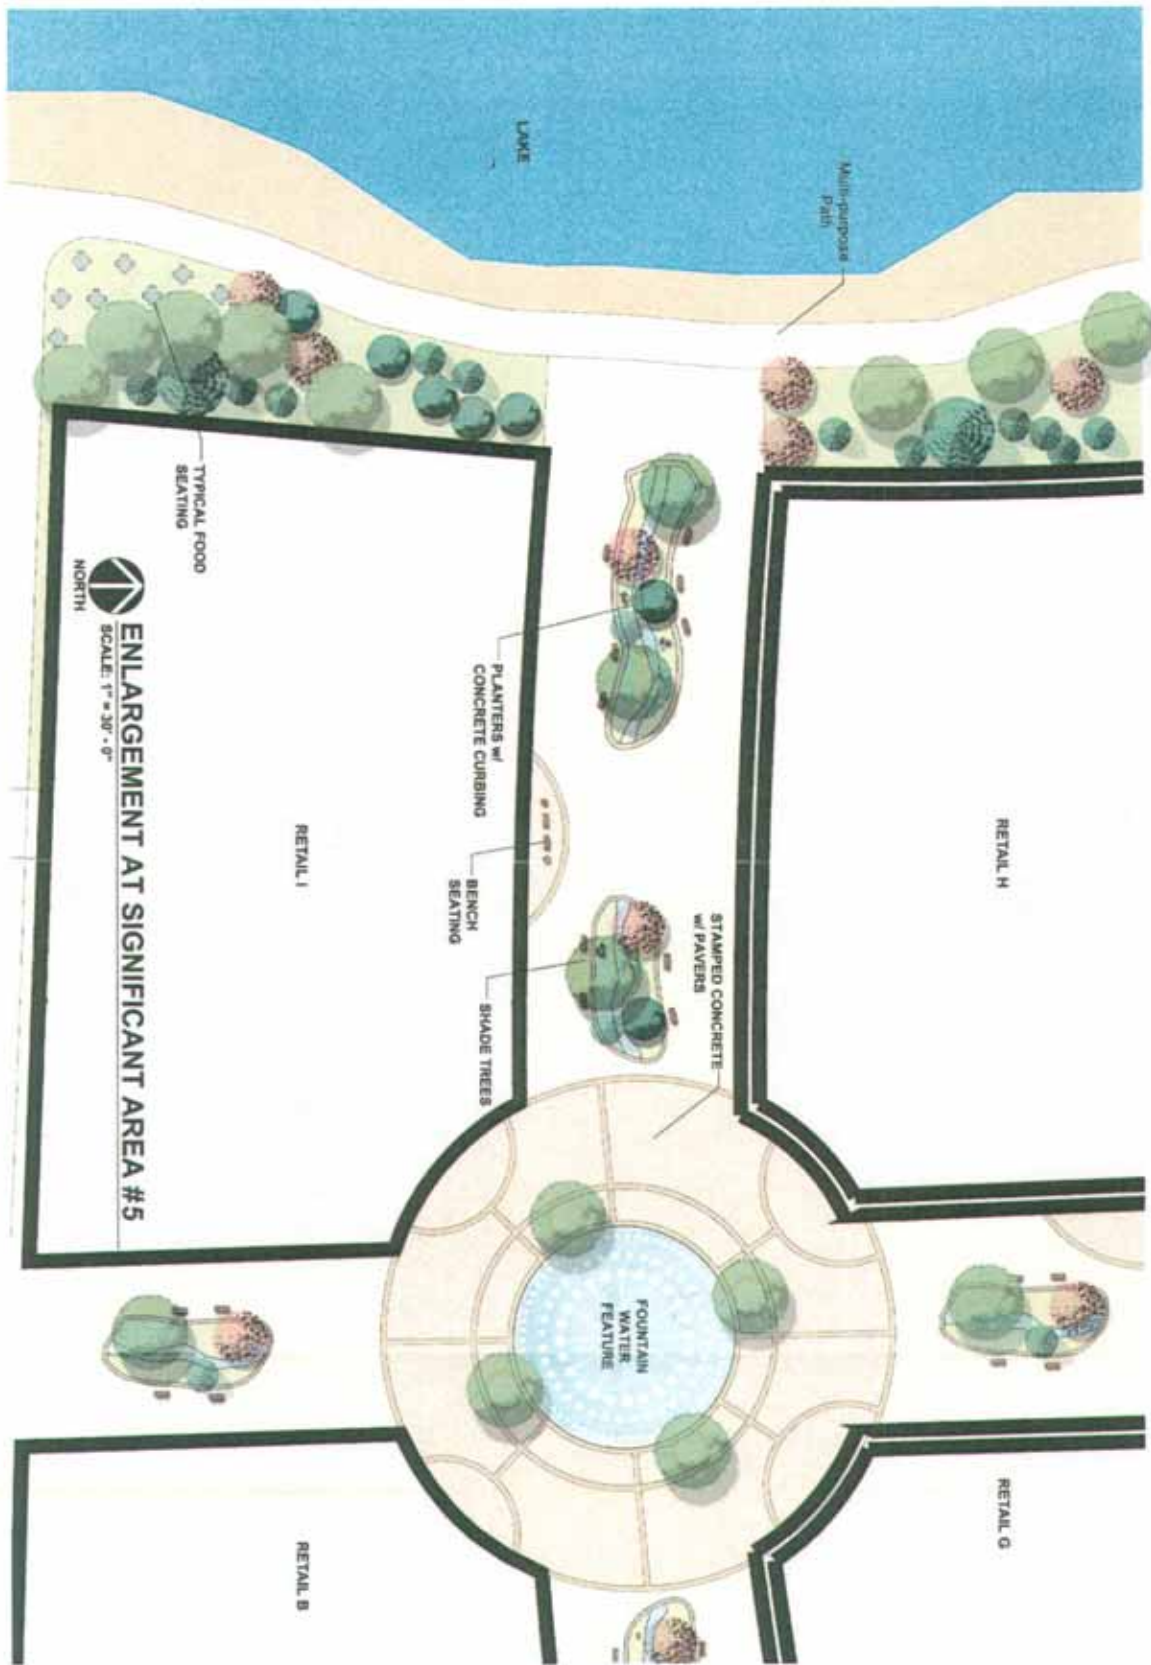 LAKE
Multi-purpose
Path
TYPICAL FOOD
SEATING
PLANTERS w/
CONCRETE CURBING
BENCH
SEATING
SHADE TREES
STAMPED CONCRETE
w/ PAVERS
RETAIL H
RETAIL I
FOUNTAIN
WATER
FEATURE
RETAIL G
RETAIL B
NORTH
ENLARGEMENT AT SIGNIFICANT AREA #5
SCALE: 1" = 30' - 0"